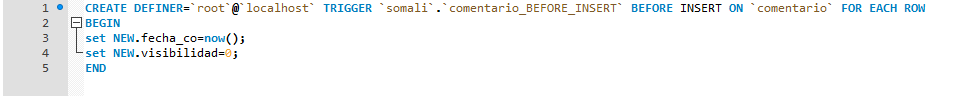 1 CREATE DEFINER=`root`@`localhost` TRIGGER `somali`.`comentario_BEFORE_INSERT` BEFORE INSERT ON `comentario` FOR EACH ROW
2 BEGIN
3 set NEW.fecha_co=now();
4 set NEW.visibilidad=0;
5 END